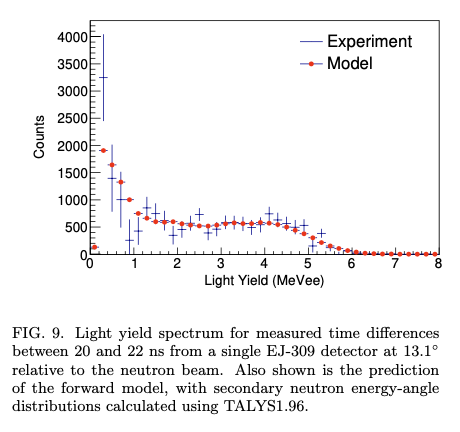 4000
3500
3000
2500
2000
1500
1000
500
0
Counts
Experiment
Model
0 1 2 3 4 5 6 7 8
Light Yield (MeVee)
FIG. 9. Light yield spectrum for measured time differences
between 20 and 22 ns from a single EJ-309 detector at 13.1°
relative to the neutron beam. Also shown is the prediction
of the forward model, with secondary neutron energy-angle
distributions calculated using TALYS1.96.